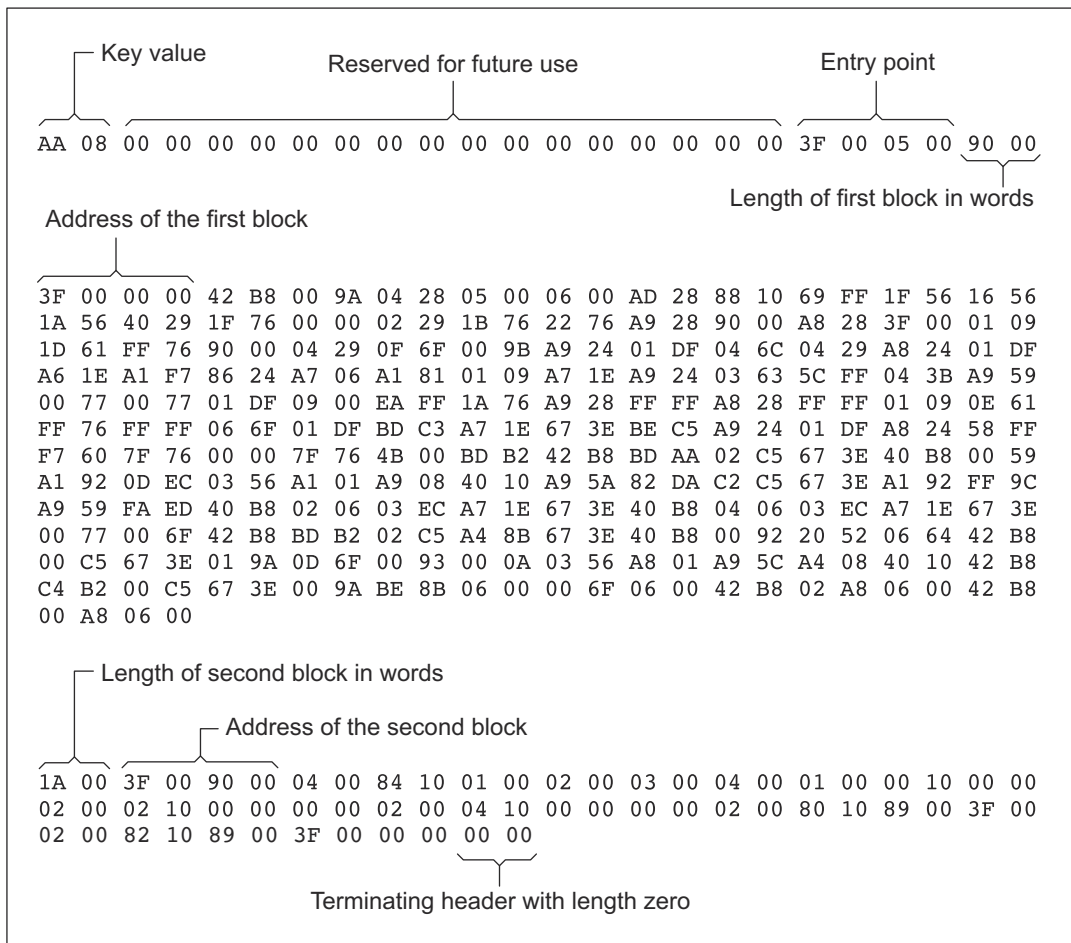 Key value
Reserved for future use
Entry point
AA 08 00 00 00 00 00 00 00 00 00 00 00 00 00 00 00 00 3F 00 05 00 90 00
Length of first block in words
Address of the first block
3F 00 00 00 42 B8 00 9A 04 28 05 00 06 00 AD 28 88 10 69 FF 1F 56 16 56
1A 56 40 29 1F 76 00 00 02 29 1B 76 22 76 A9 28 90 00 A8 28 3F 00 01 09
1D 61 FF 76 90 00 04 29 0F 6F 00 9B A9 24 01 DF 04 6C 04 29 A8 24 01 DF
A6 1E A1 F7 86 24 A7 06 A1 81 01 09 A7 1E A9 24 03 63 5C FF 04 3B A9 59
00 77 00 77 01 DF 09 00 EA FF 1A 76 A9 28 FF FF A8 28 FF FF 01 09 0E 61
FF 76 FF FF 06 6F 01 DF BD C3 A7 1E 67 3E BE C5 A9 24 01 DF A8 24 58 FF
F7 60 7F 76 00 00 7F 76 4B 00 BD B2 42 B8 BD AA 02 C5 67 3E 40 B8 00 59
A1 92 0D EC 03 56 A1 01 A9 08 40 10 A9 5A 82 DA C2 C5 67 3E A1 92 FF 9C
A9 59 FA ED 40 B8 02 06 03 EC A7 1E 67 3E 40 B8 04 06 03 EC A7 1E 67 3E
00 77 00 6F 42 B8 BD B2 02 C5 A4 8B 67 3E 40 B8 00 92 20 52 06 64 42 B8
00 C5 67 3E 01 9A 0D 6F 00 93 00 0A 03 56 A8 01 A9 5C A4 08 40 10 42 B8
C4 B2 00 C5 67 3E 00 9A BE 8B 06 00 00 6F 06 00 42 B8 02 A8 06 00 42 B8
00 A8 06 00
Length of second block in words
Address of the second block
1A 00 3F 00 90 00 04 00 84 10 01 00 02 00 03 00 04 00 01 00 00 10 00 00
02 00 02 10 00 00 00 00 02 00 04 10 00 00 00 00 02 00 80 10 89 00 3F 00
02 00 82 10 89 00 3F 00 00 00 00 00
Terminating header with length zero